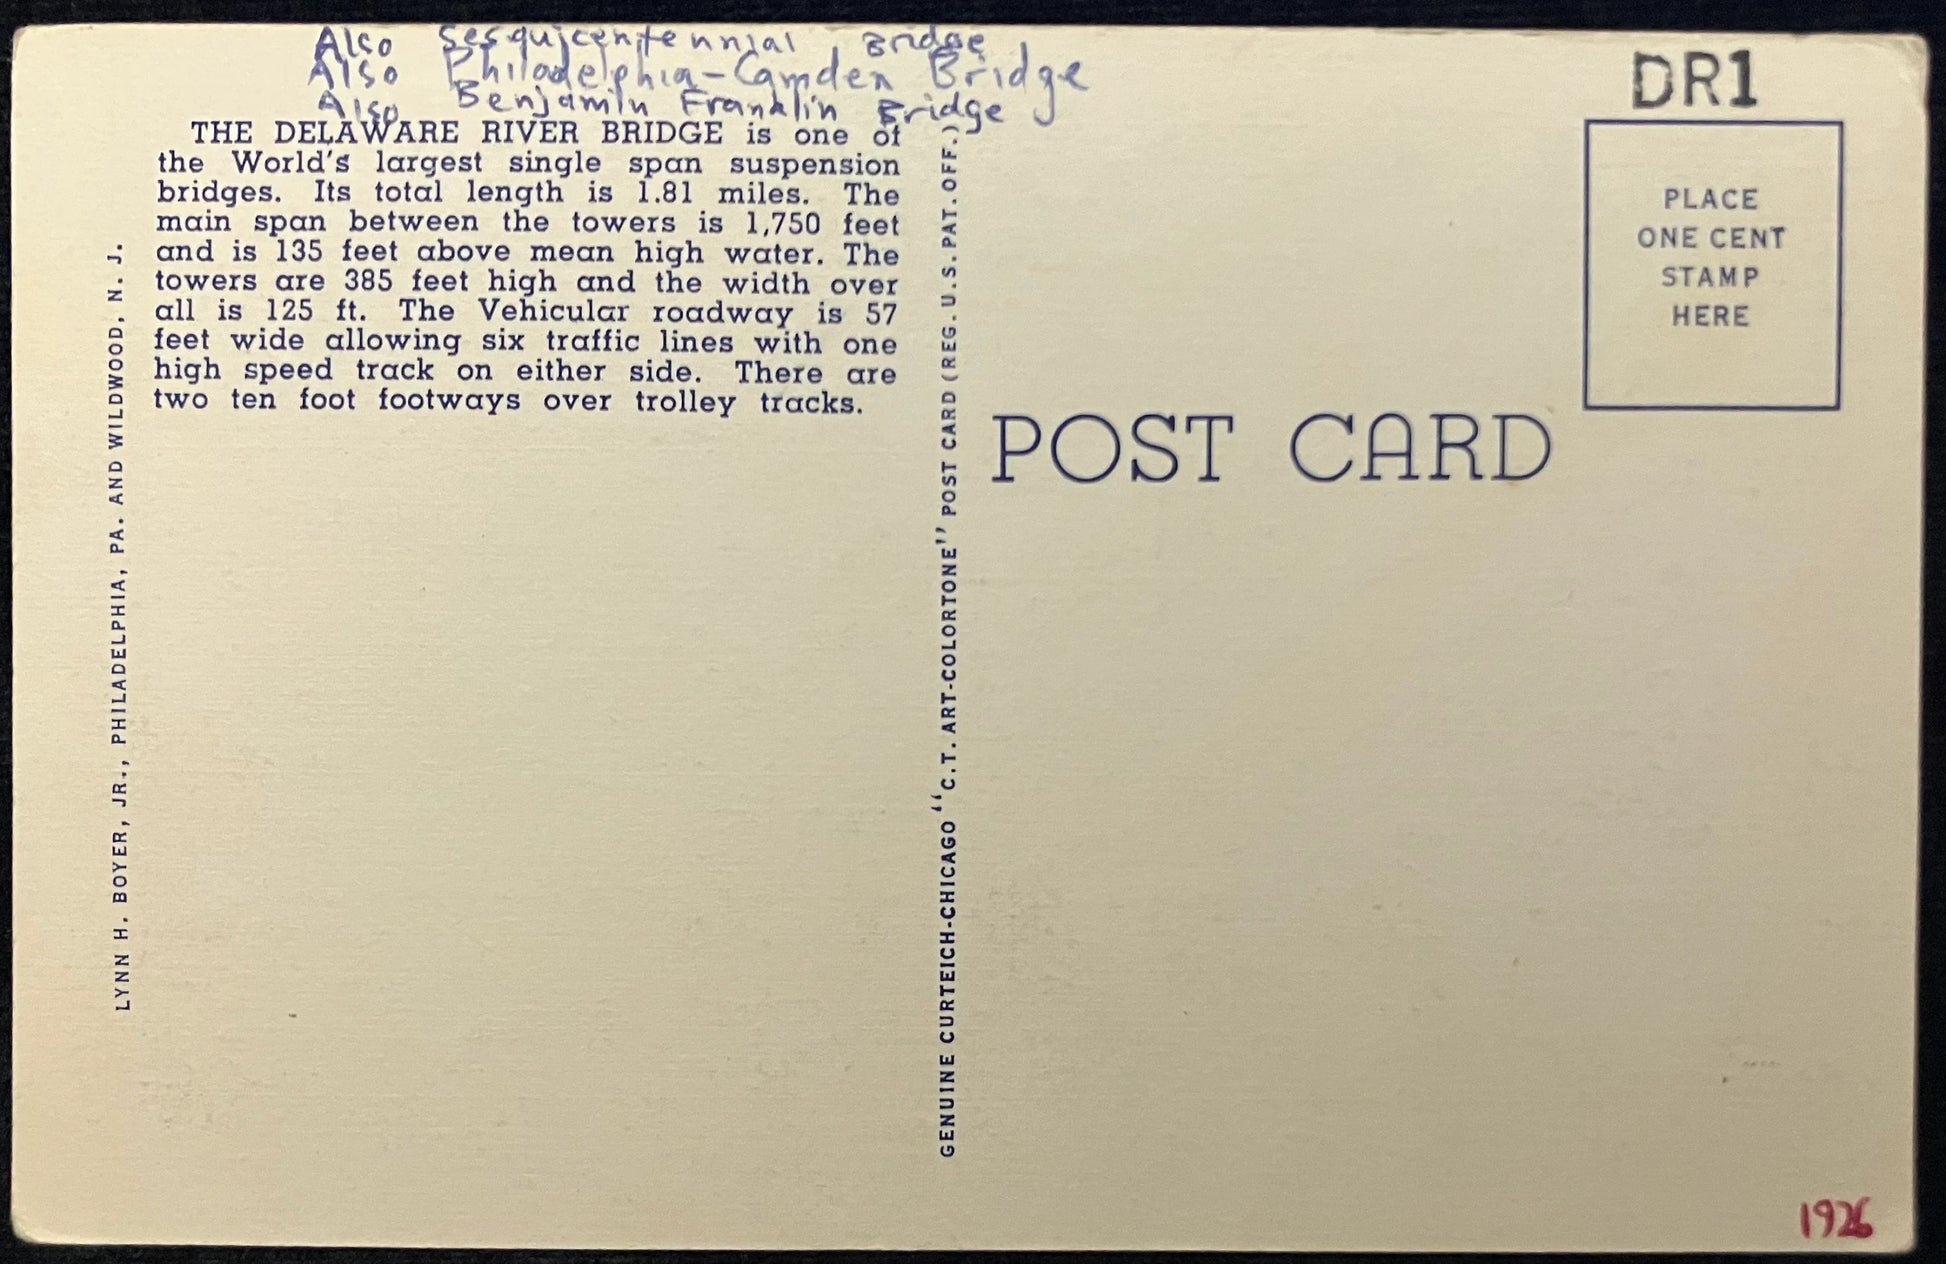 Also Sesquicentennial Bridge
Also Philadelphia-Camden Bridge
Also Benjamin Franklin Bridge
THE DELAWARE RIVER BRIDGE is one of
the World's largest single span suspension
bridges. Its total length is 1.81 miles. The
main span between the towers is 1,750 feet
and is 135 feet above mean high water. The
towers are 385 feet high and the width over
all is 125 ft. The Vehicular roadway is 57
feet wide allowing six traffic lines with one
high speed track on either side. There are
two ten foot footways over trolley tracks.
LYNN H. BOYER, JR., PHILADELPHIA, PA. AND WILDWOOD, N. J.
GENUINE CURTEICH-CHICAGO "C.T. ART-COLORTONE" POST CARD (REG. U.S. PAT. OFF.)
DR1
PLACE
ONE CENT
STAMP
HERE
POST CARD
1926